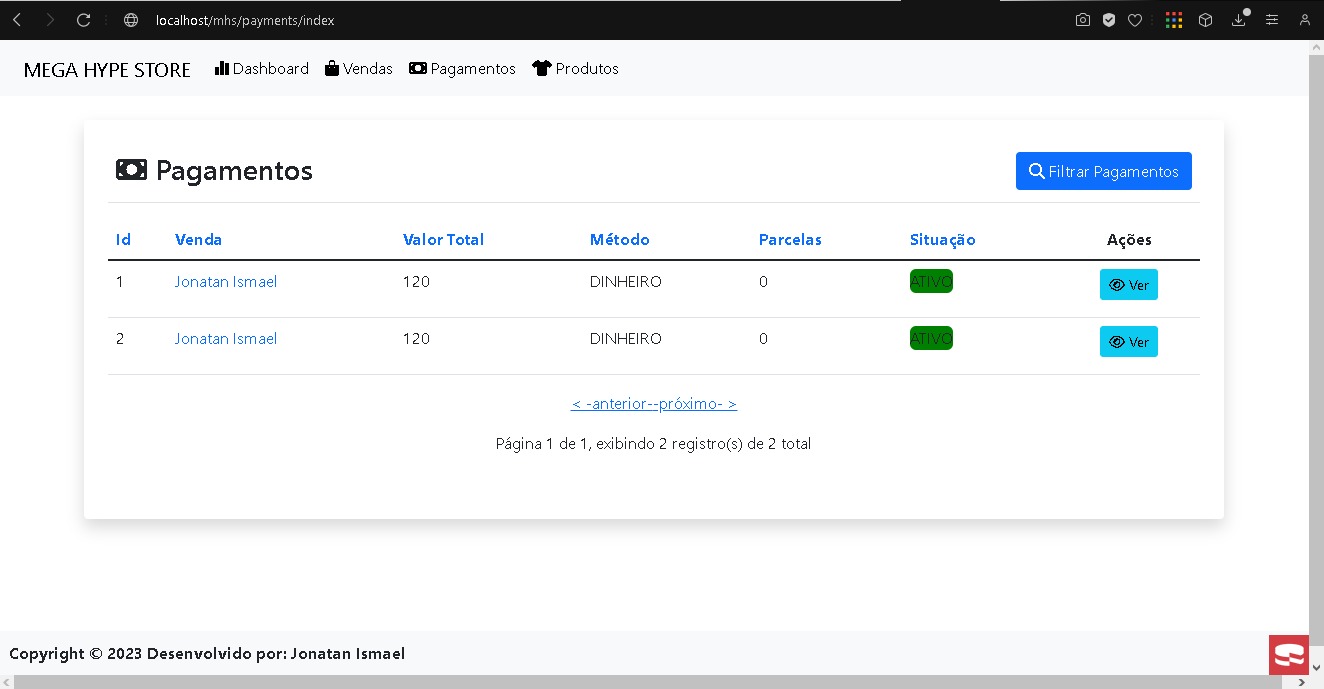 localhost/mhs/payments/index
MEGA HYPE STORE Dashboard Vendas Pagamentos Produtos
Pagamentos Filtrar Pagamentos
Id Venda Valor Total Método Parcelas Situação Ações
1 Jonatan Ismael 120 DINHEIRO 0 ATIVO Ver
2 Jonatan Ismael 120 DINHEIRO 0 ATIVO Ver
< -anterior--próximo- >
Página 1 de 1, exibindo 2 registro(s) de 2 total
Copyright © 2023 Desenvolvido por: Jonatan Ismael